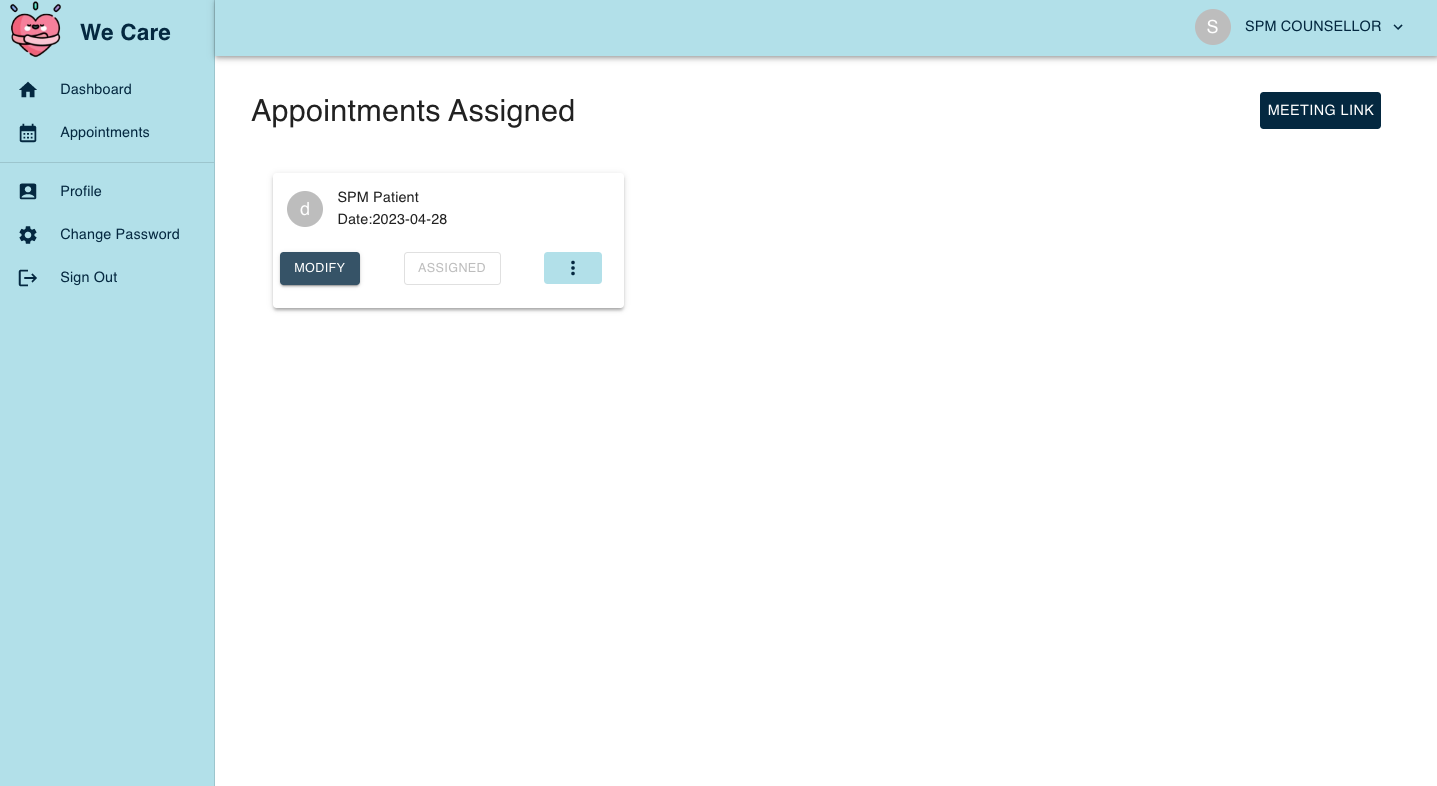 We Care
S SPM COUNSELLOR
Dashboard
Appointments
Profile
Change Password
Sign Out
Appointments Assigned
MEETING LINK
d
SPM Patient
Date:2023-04-28
MODIFY
ASSIGNED